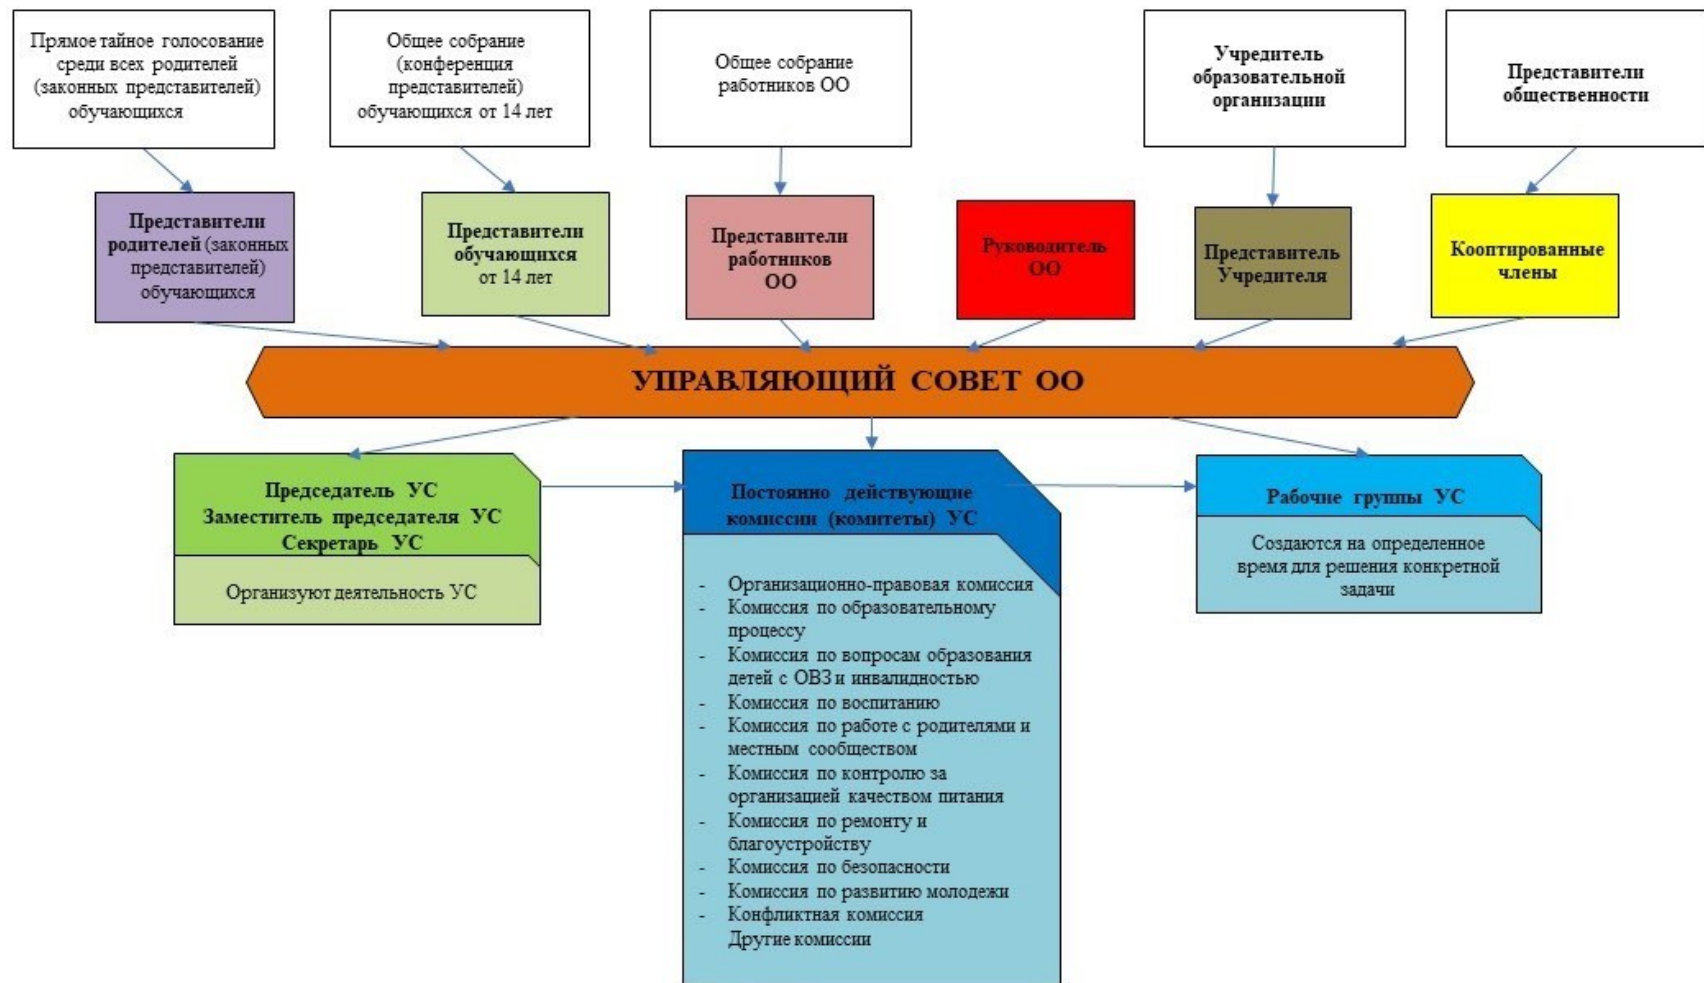 Прямое тайное голосование
среди всех родителей
(законных представителей)
обучающихся
Общее собрание
(конференция
представителей)
обучающихся от 14 лет
Общее собрание
работников ОО
Учредитель
образовательной
организации
Представители
общественности
Представители
родителей (законных
представителей)
обучающихся
Представители
обучающихся
от 14 лет
Представители
работников
ОО
Руководитель
ОО
Представитель
Учредителя
Кооптированные
члены
УПРАВЛЯЮЩИЙ СОВЕТ ОО
Председатель УС
Заместитель председателя УС
Секретарь УС
Организуют деятельность УС
Постоянно действующие
комиссии (комитеты) УС
- Организационно-правовая комиссия
- Комиссия по образовательному
процессу
- Комиссия по вопросам образования
детей с ОВЗ и инвалидностью
- Комиссия по воспитанию
- Комиссия по работе с родителями и
местным сообществом
- Комиссия по контролю за
организацией качеством питания
- Комиссия по ремонту и
благоустройству
- Комиссия по безопасности
- Комиссия по развитию молодежи
- Конфликтная комиссия
Другие комиссии
Рабочие группы УС
Создаются на определенное
время для решения конкретной
задачи